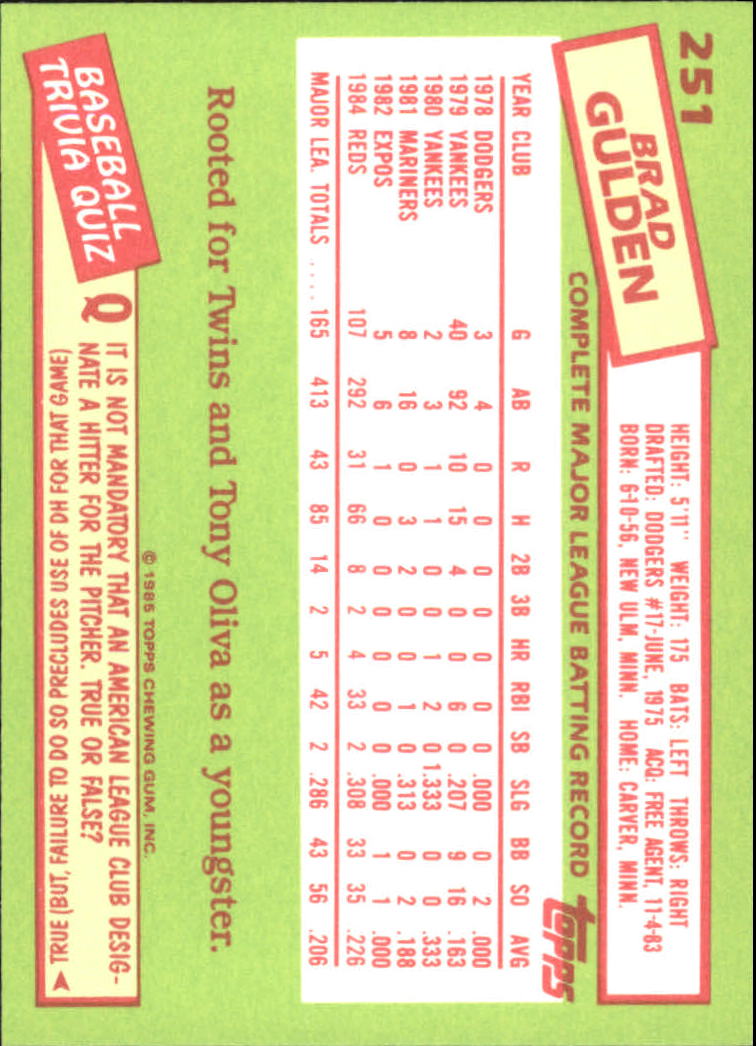 251
BRAD
GULDEN
HEIGHT: 5'11" WEIGHT: 175 BATS: LEFT THROWS: RIGHT
DRAFTED: DODGERS #17-JUNE, 1975 ACQ: FREE AGENT, 11-4-83
BORN: 6-10-56, NEW ULM, MINN. HOME: CARVER, MINN.
COMPLETE MAJOR LEAGUE BATTING RECORD topps
YEAR CLUB G AB R H 2B 3B HR RBI SB SLG BB SO AVG
1978 DODGERS 3 4 0 0 0 0 0 0 0 .000 0 2 .000
1979 YANKEES 40 92 10 15 4 0 0 6 0 .207 9 16 .163
1980 YANKEES 2 3 1 1 0 0 1 2 0 1.333 0 0 .333
1981 MARINERS 8 16 0 3 2 0 0 1 0 .313 0 2 .188
1982 EXPOS 5 6 1 0 0 0 0 0 0 .000 1 1 .000
1984 REDS 107 292 31 66 8 2 4 33 2 .308 33 35 .226
MAJOR LEA. TOTALS .... 165 413 43 85 14 2 5 42 2 .286 43 56 .206
Rooted for Twins and Tony Oliva as a youngster.
© 1985 TOPPS CHEWING GUM, INC.
BASEBALL
TRIVIA QUIZ
Q IT IS NOT MANDATORY THAT AN AMERICAN LEAGUE CLUB DESIG-
NATE A HITTER FOR THE PITCHER. TRUE OR FALSE?
TRUE (BUT, FAILURE TO DO SO PRECLUDES USE OF DH FOR THAT GAME)